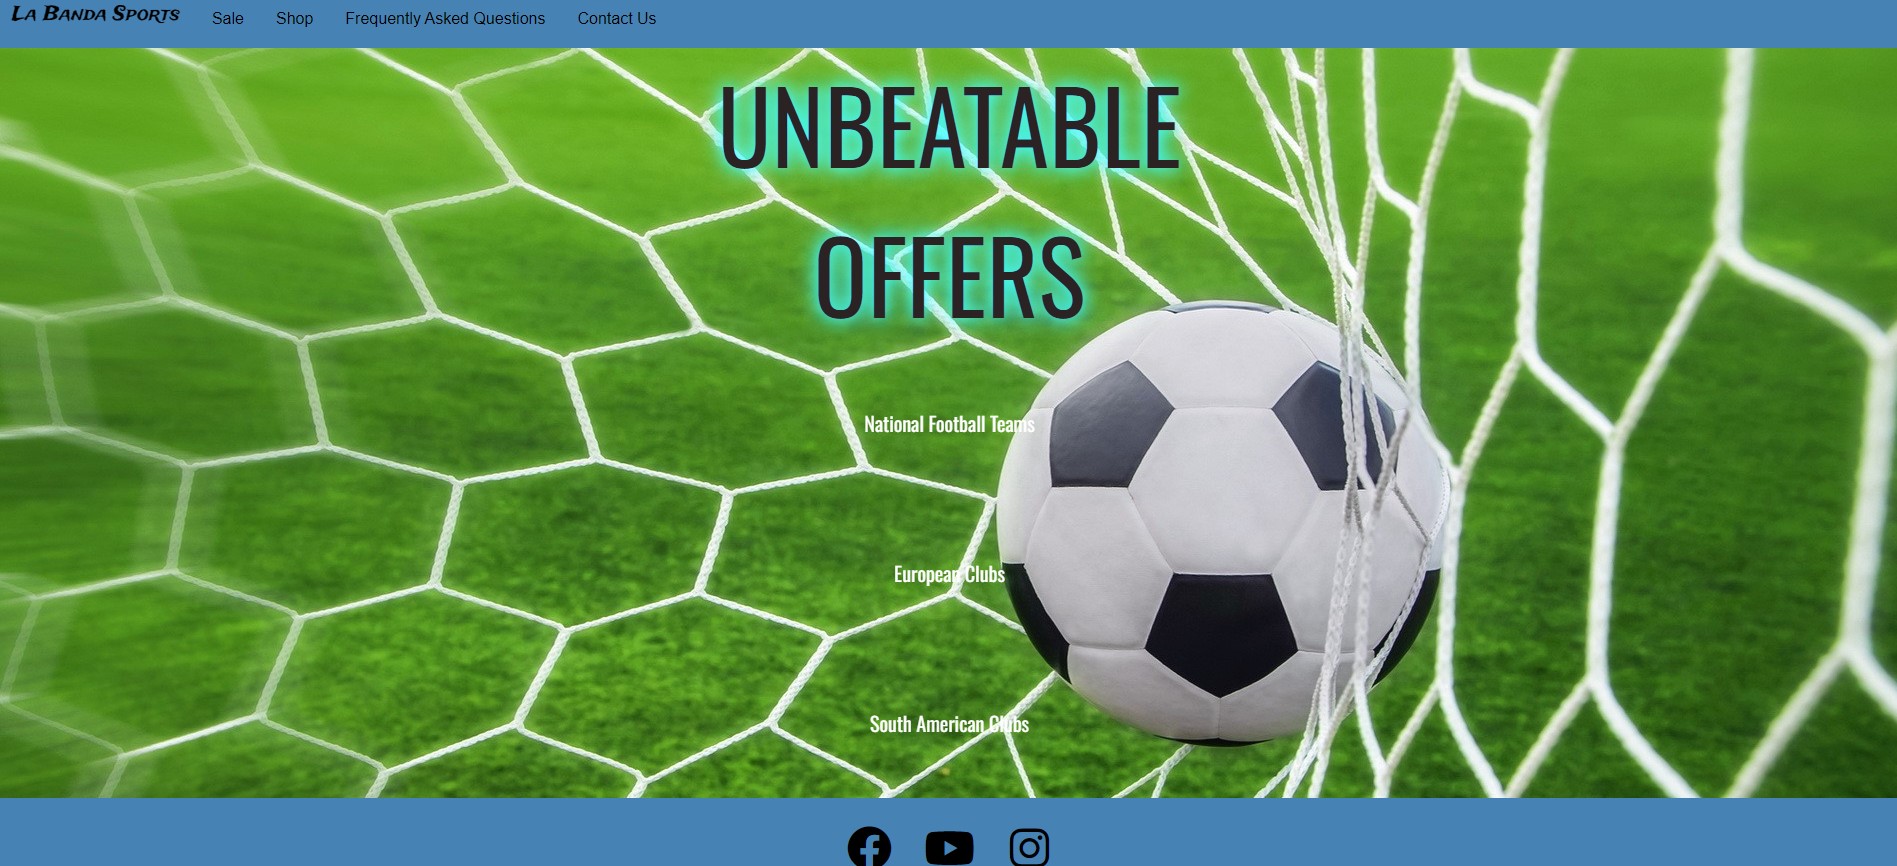 La Banda Sports
Sale
Shop
Frequently Asked Questions
Contact Us
UNBEATABLE
OFFERS
National Football Teams
European Clubs
South American Clubs